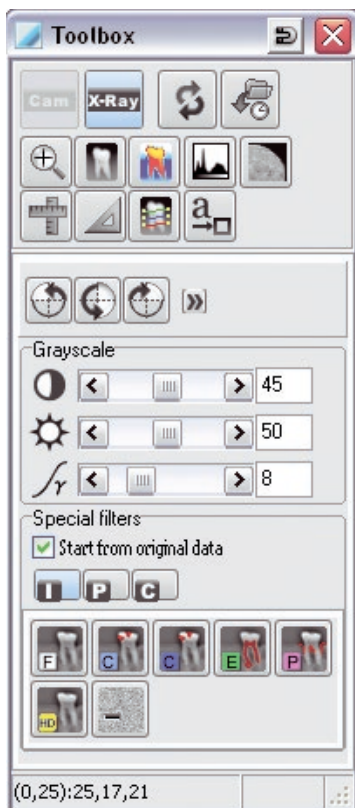 Toolbox
Cam X-Ray
a
Grayscale
45
50
γ 8
Special filters
Start from original data
I P C
F C C E P
HD
(0,25):25,17,21